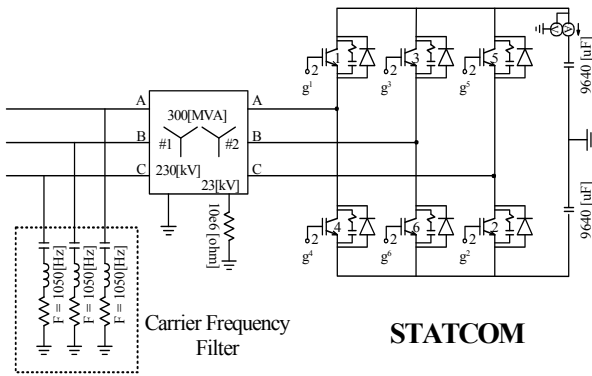 A
B
C
300[MVA]
#1
#2
230[kV]
23[kV]
A
B
C
10e6 [ohm]
1
2
g1
3
2
g3
5
2
g5
4
2
g4
6
2
g6
2
2
g2
V
A
9640 [uF]
9640 [uF]
F = 1050[Hz]
F = 1050[Hz]
F = 1050[Hz]
Carrier Frequency
Filter
STATCOM